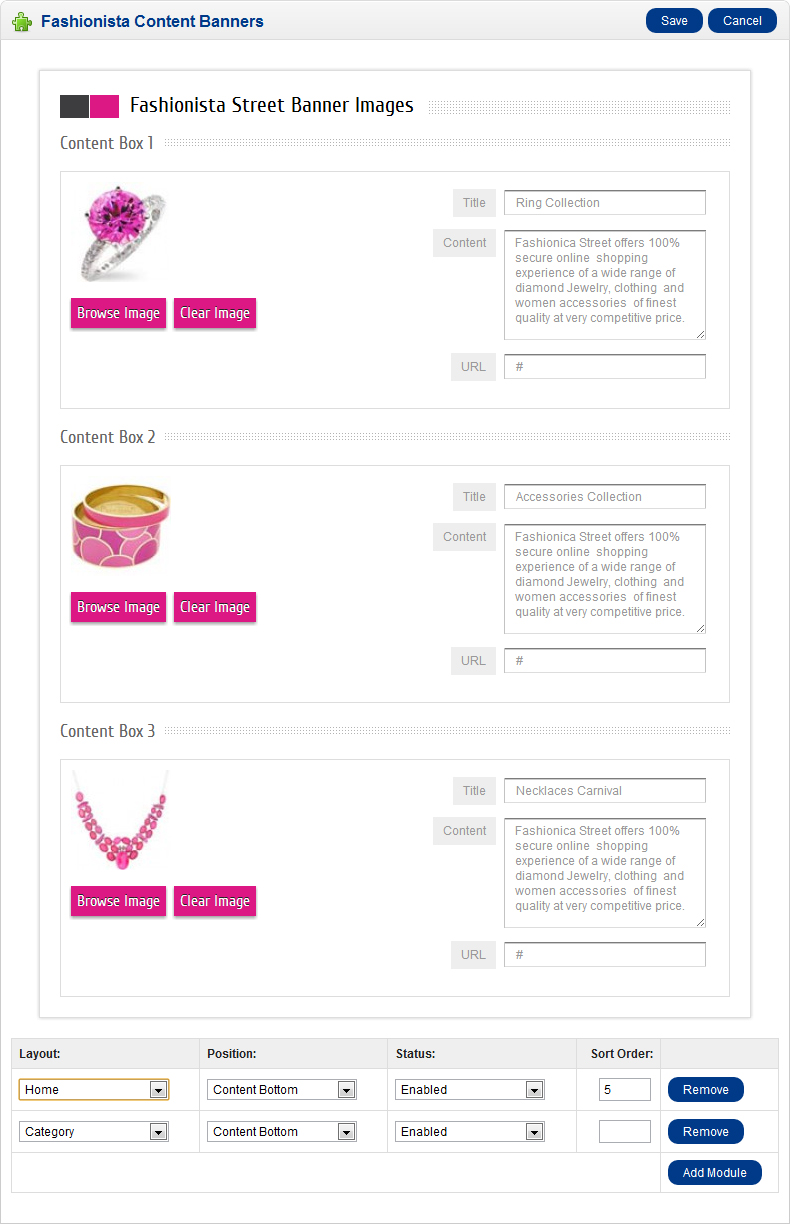 Fashionista Content Banners
Save
Cancel
Fashionista Street Banner Images
Content Box 1
Browse Image
Clear Image
Title
Ring Collection
Content
Fashionica Street offers 100%
secure online shopping
experience of a wide range of
diamond Jewelry, clothing and
women accessories of finest
quality at very competitive price.
URL
#
Content Box 2
Browse Image
Clear Image
Title
Accessories Collection
Content
Fashionica Street offers 100%
secure online shopping
experience of a wide range of
diamond Jewelry, clothing and
women accessories of finest
quality at very competitive price.
URL
#
Content Box 3
Browse Image
Clear Image
Title
Necklaces Carnival
Content
Fashionica Street offers 100%
secure online shopping
experience of a wide range of
diamond Jewelry, clothing and
women accessories of finest
quality at very competitive price.
URL
#
Layout: Position: Status: Sort Order:
Home Content Bottom Enabled 5 Remove
Category Content Bottom Enabled Remove
Add Module